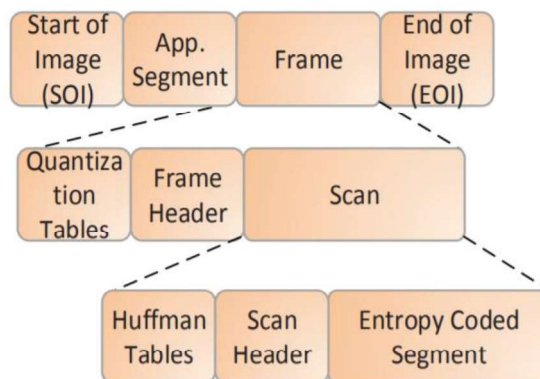 Start of
Image
(SOI)
App.
Segment
Frame
End of
Image
(EOI)
Quantiza
tion
Tables
Frame
Header
Scan
Huffman
Tables
Scan
Header
Entropy Coded
Segment